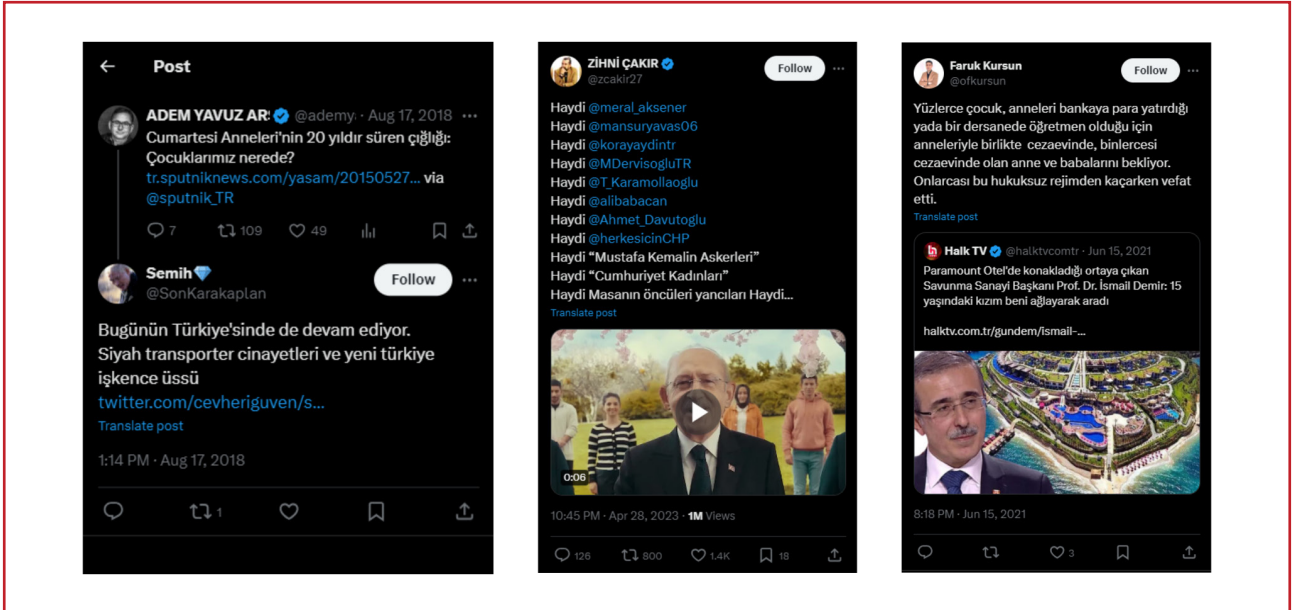 Post
ADEM YAVUZ AR: @ademy: · Aug 17, 2018
Cumartesi Anneleri'nin 20 yıldır süren çığlığı:
Çocuklarımız nerede?
tr.sputniknews.com/yasam/20150527... via
@sputnik_TR
7 109 49
Semih💎
@SonKarakaplan
Follow
Bugünün Türkiye'sinde de devam ediyor.
Siyah transporter cinayetleri ve yeni türkiye
işkence üssü
twitter.com/cevheriguven/s...
Translate post
1:14 PM · Aug 17, 2018
1
ZİHNİ ÇAKIR
@zcakir27
Follow
Haydi @meral_aksener
Haydi @mansuryavas06
Haydi @korayaydintr
Haydi @MDervisogluTR
Haydi @T_Karamollaoglu
Haydi @alibabacan
Haydi @Ahmet_Davutoglu
Haydi @herkesicinCHP
Haydi “Mustafa Kemalin Askerleri”
Haydi “Cumhuriyet Kadınları”
Haydi Masanın öncüleri yancıları Haydi...
Translate post
0:06
10:45 PM · Apr 28, 2023 · 1M Views
126 800 1.4K 18
Faruk Kursun
@ofkursun
Follow
Yüzlerce çocuk, anneleri bankaya para yatırdığı
yada bir dersanede öğretmen olduğu için
anneleriyle birlikte cezaevinde, binlercesi
cezaevinde olan anne ve babalarını bekliyor.
Onlarcası bu hukuksuz rejimden kaçarken vefat
etti.
Translate post
Halk TV @halktvcomtr · Jun 15, 2021
Paramount Otel'de konakladığı ortaya çıkan
Savunma Sanayi Başkanı Prof. Dr. İsmail Demir: 15
yaşındaki kızım beni ağlayarak aradı
halktv.com.tr/gundem/ismail-...
8:18 PM · Jun 15, 2021
3